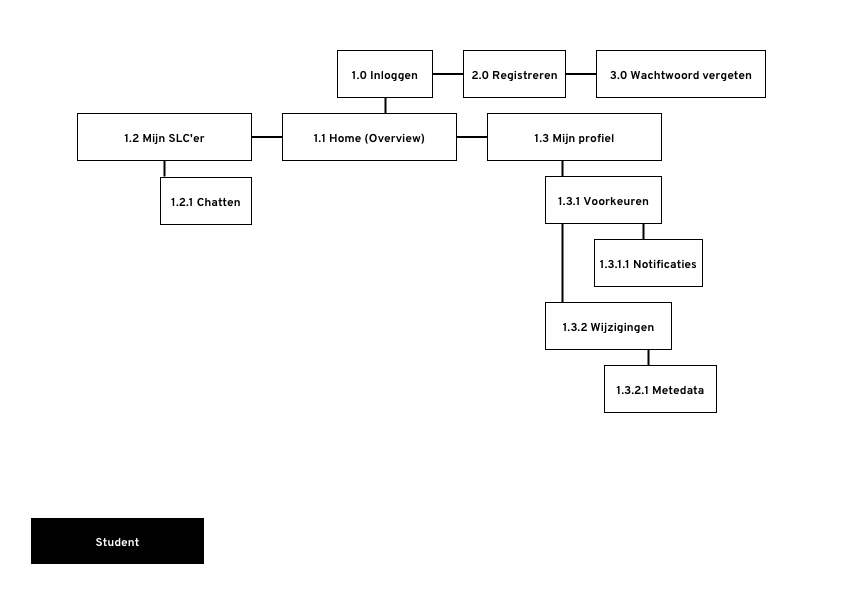 1.0 Inloggen
2.0 Registreren
3.0 Wachtwoord vergeten
1.2 Mijn SLC'er
1.1 Home (Overview)
1.3 Mijn profiel
1.2.1 Chatten
1.3.1 Voorkeuren
1.3.1.1 Notificaties
1.3.2 Wijzigingen
1.3.2.1 Metedata
Student